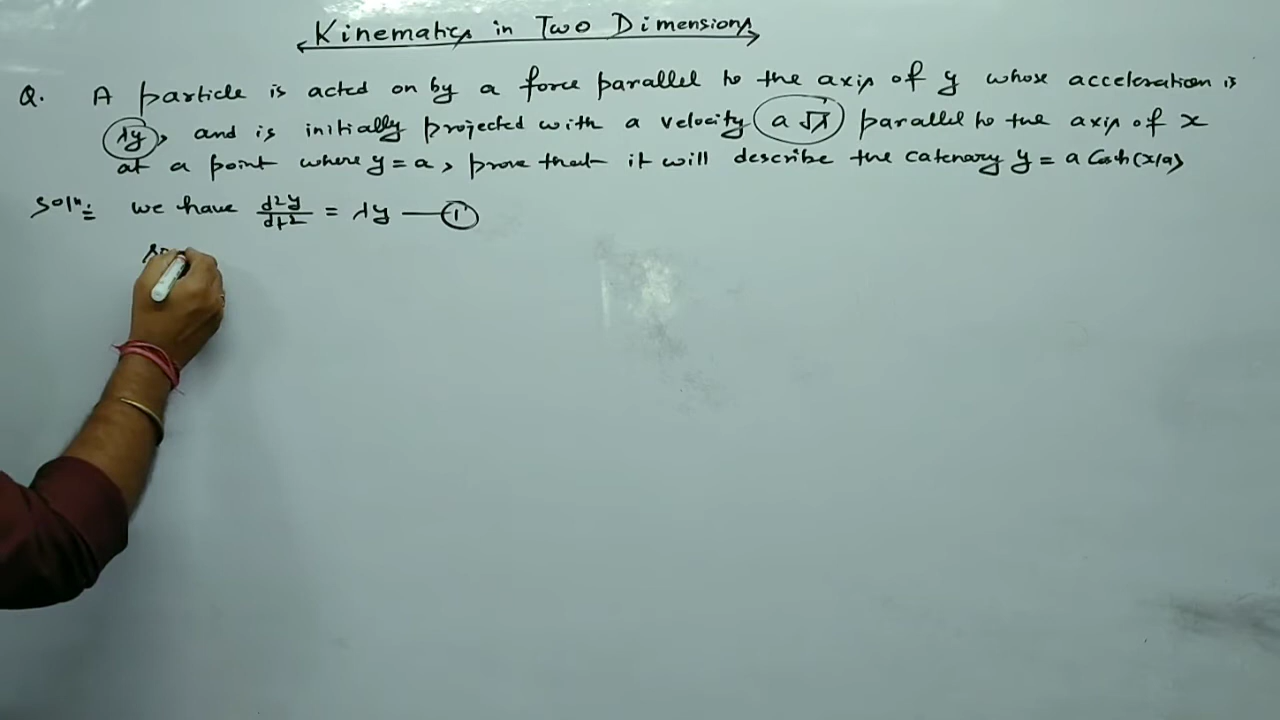 Kinematics in Two Dimensions
Q. A particle is acted on by a force parallel to the axis of y whose acceleration is
λy, and is initially projected with a velocity a√λ parallel to the axis of x
at a point where y = a, prove that it will describe the catenary y = a Cosh(x/a)
Soln:= we have d²y/dt² = λy —①